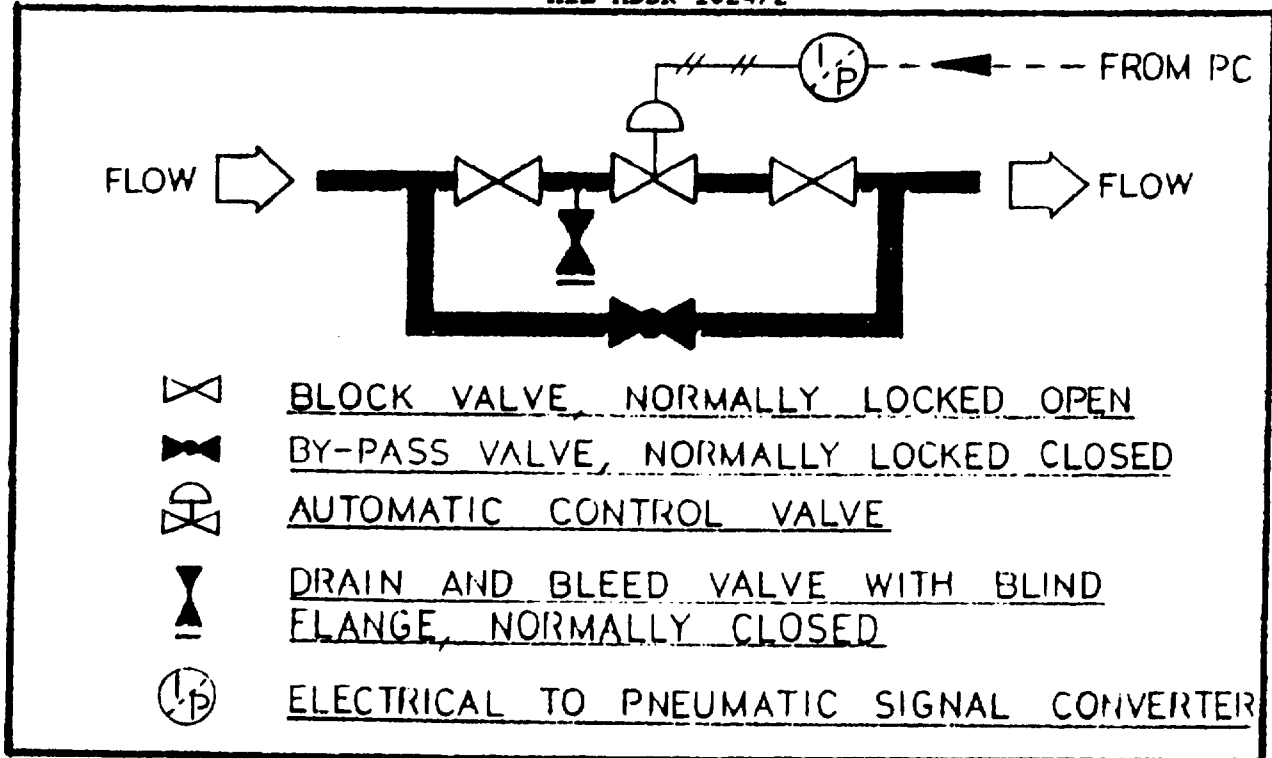 FROM PC
I/P
FLOW
FLOW
BLOCK VALVE, NORMALLY LOCKED OPEN
BY-PASS VALVE, NORMALLY LOCKED CLOSED
AUTOMATIC CONTROL VALVE
DRAIN AND BLEED VALVE WITH BLIND
FLANGE, NORMALLY CLOSED
I/P
ELECTRICAL TO PNEUMATIC SIGNAL CONVERTER